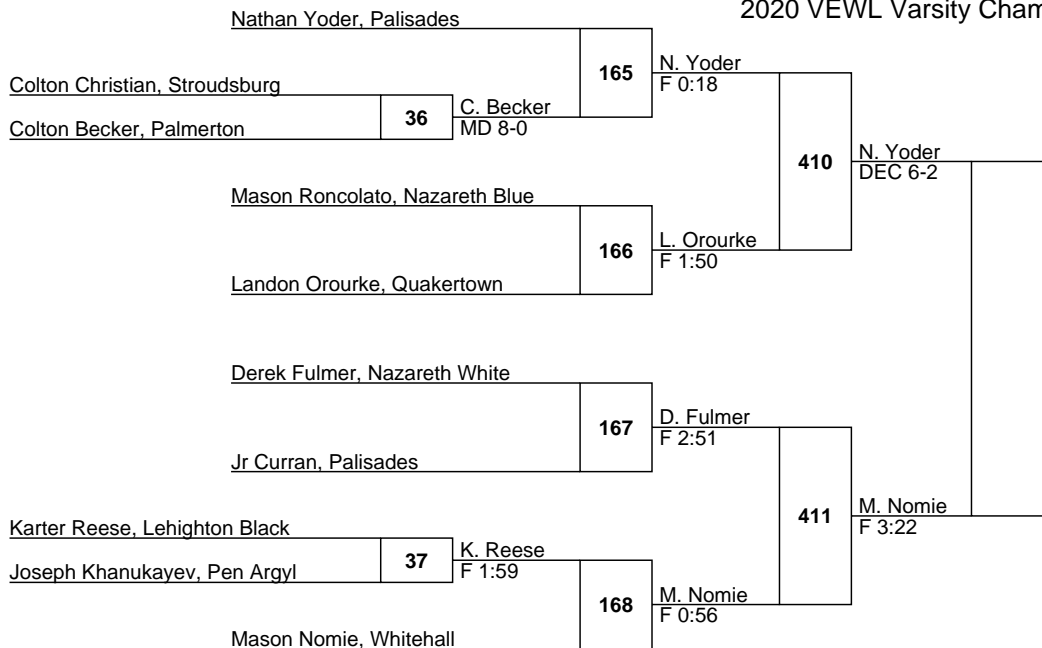 2020 VEWL Varsity Cham
Nathan Yoder, Palisades
165
N. Yoder
F 0:18
Colton Christian, Stroudsburg
36
C. Becker
MD 8-0
Colton Becker, Palmerton
410
N. Yoder
DEC 6-2
Mason Roncolato, Nazareth Blue
166
L. Orourke
F 1:50
Landon Orourke, Quakertown
Derek Fulmer, Nazareth White
167
D. Fulmer
F 2:51
Jr Curran, Palisades
411
M. Nomie
F 3:22
Karter Reese, Lehighton Black
37
K. Reese
F 1:59
Joseph Khanukayev, Pen Argyl
168
M. Nomie
F 0:56
Mason Nomie, Whitehall